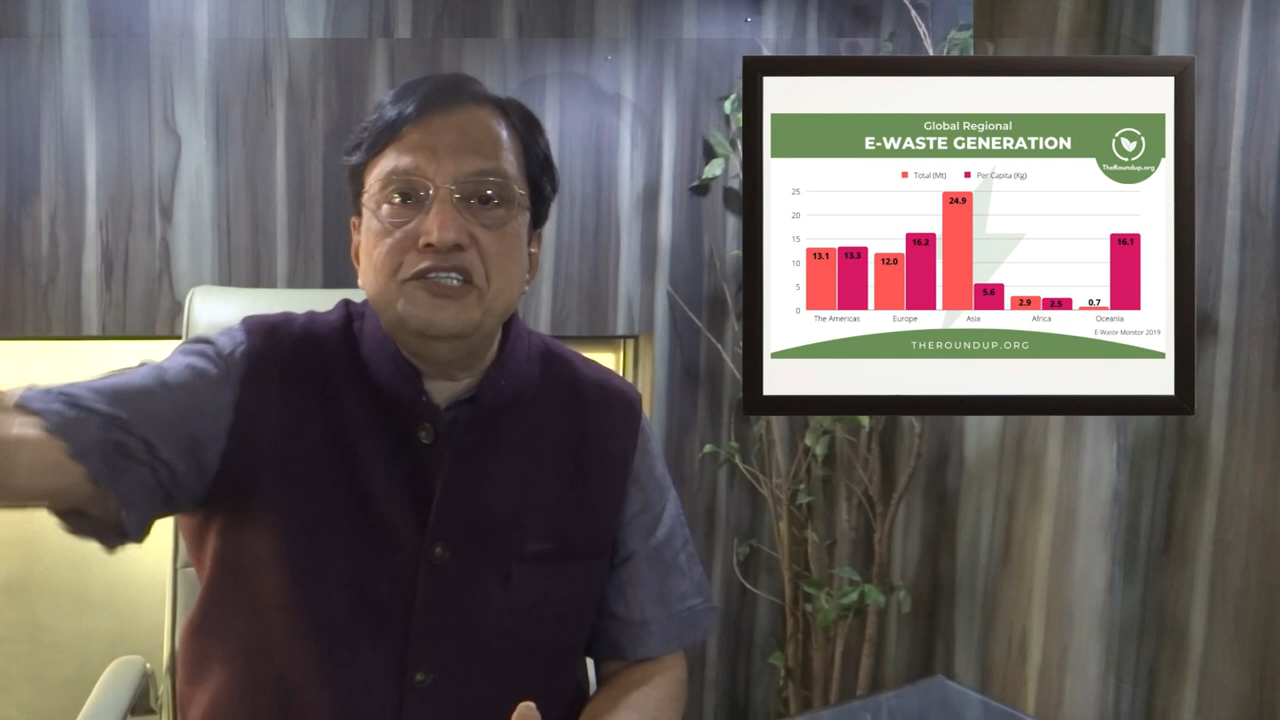 Global Regional
E-WASTE GENERATION
TheRoundup.org
Total (Mt) Per Capita (Kg)
25
20
15
10
5
0
13.1 13.3 12.0 16.2 24.9 5.6 2.9 2.5 0.7 16.1
The Americas Europe Asia Africa Oceania
E-Waste Monitor 2019
THEROUNDUP.ORG